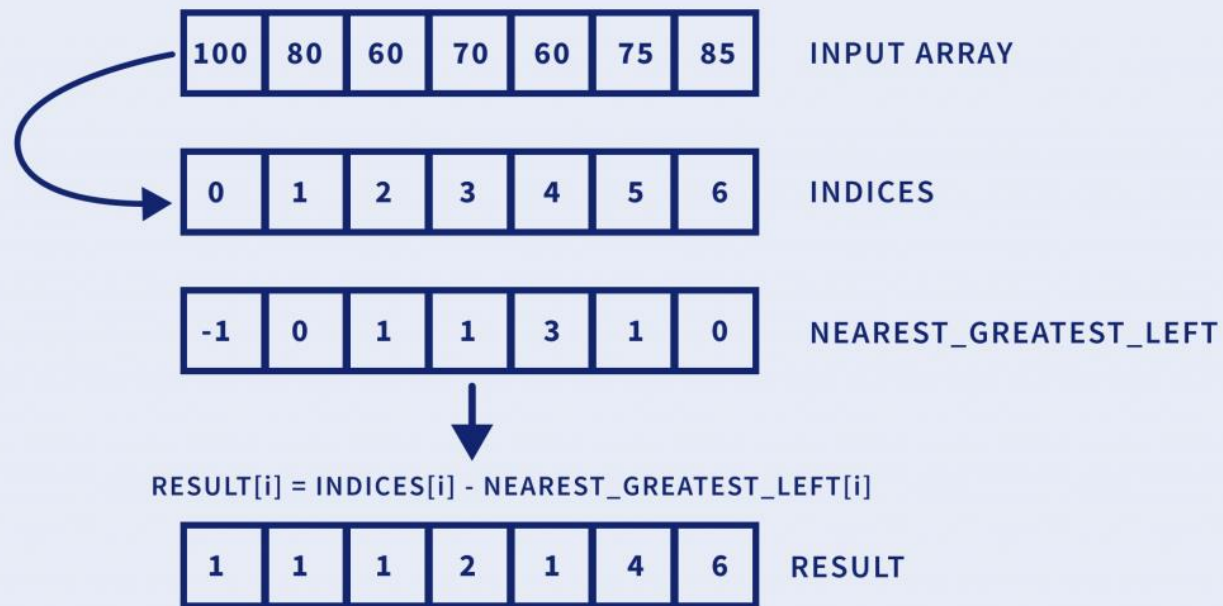 100 80 60 70 60 75 85 INPUT ARRAY
0 1 2 3 4 5 6 INDICES
-1 0 1 1 3 1 0 NEAREST_GREATEST_LEFT
RESULT[i] = INDICES[i] - NEAREST_GREATEST_LEFT[i]
1 1 1 2 1 4 6 RESULT